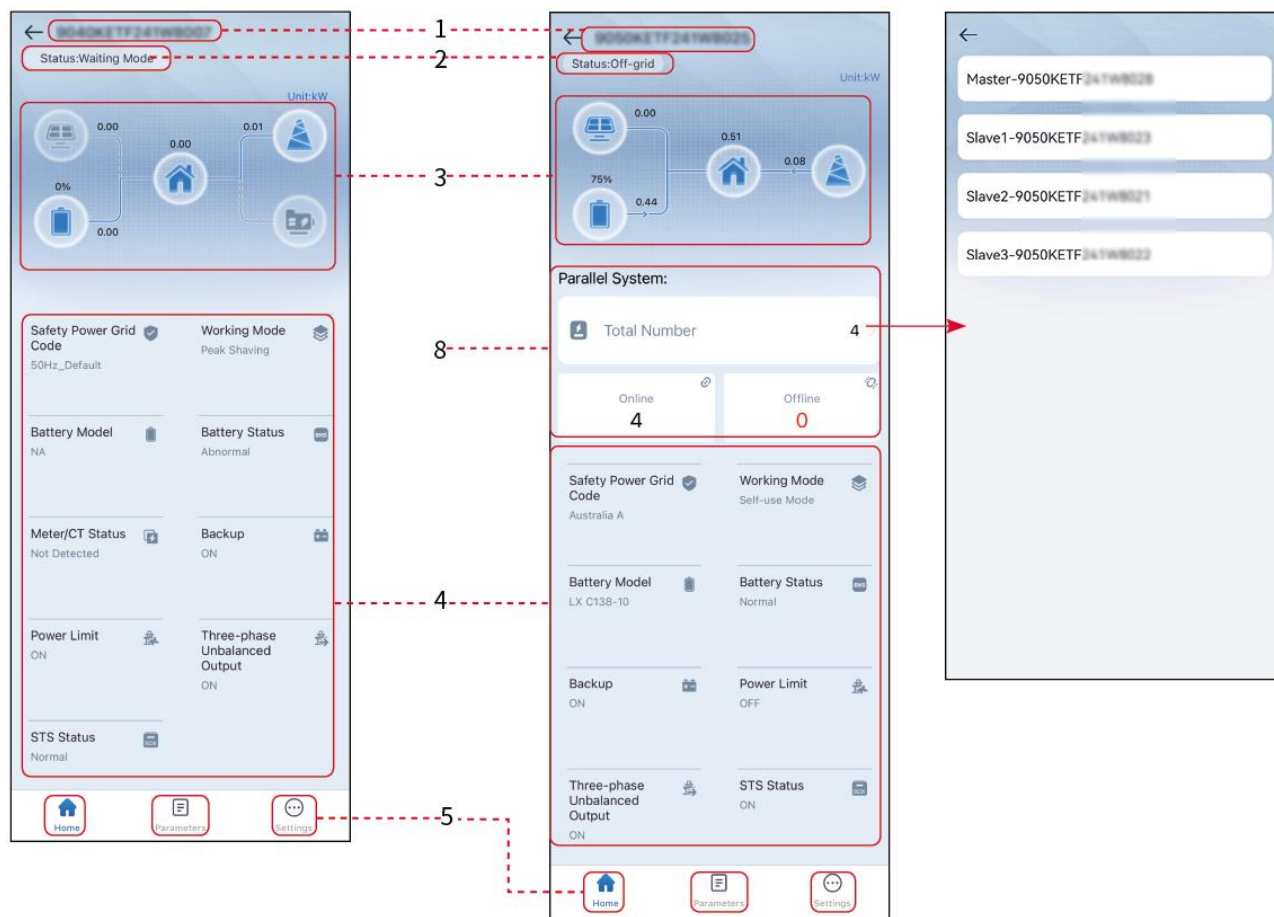 Status:Waiting Mode
Unit:kW
0.00
0.01
0.00
0%
0.00
Safety Power Grid
Code
50Hz_Default
Working Mode
Peak Shaving
Battery Model
NA
Battery Status
Abnormal
Meter/CT Status
Not Detected
Backup
ON
Power Limit
ON
Three-phase
Unbalanced
Output
ON
STS Status
Normal
Home
Parameters
Settings
1
2
3
8
4
5
Status:Off-grid
Unit:kW
0.00
0.51
0.08
75%
0.44
Parallel System:
Total Number
4
Online
4
Offline
0
Safety Power Grid
Code
Australia A
Working Mode
Self-use Mode
Battery Model
LX C138-10
Battery Status
Normal
Backup
ON
Power Limit
OFF
Three-phase
Unbalanced
Output
ON
STS Status
ON
Home
Parameters
Settings
Master-9050KETF
Slave1-9050KETF
Slave2-9050KETF
Slave3-9050KETF